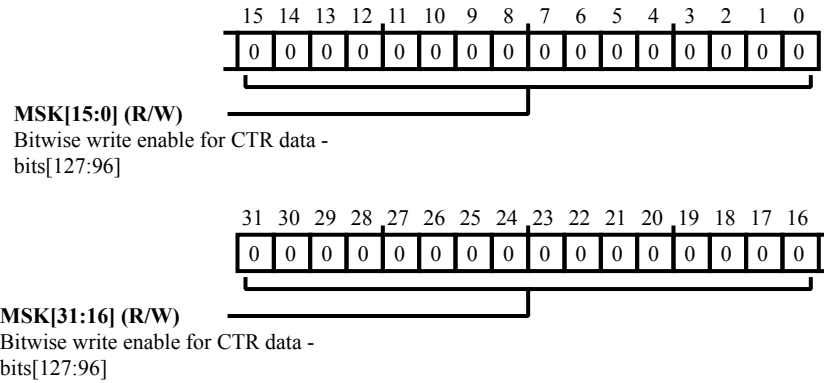 15 14 13 12 11 10 9 8 7 6 5 4 3 2 1 0
0 0 0 0 0 0 0 0 0 0 0 0 0 0 0 0
MSK[15:0] (R/W)
Bitwise write enable for CTR data -
bits[127:96]
31 30 29 28 27 26 25 24 23 22 21 20 19 18 17 16
0 0 0 0 0 0 0 0 0 0 0 0 0 0 0 0
MSK[31:16] (R/W)
Bitwise write enable for CTR data -
bits[127:96]